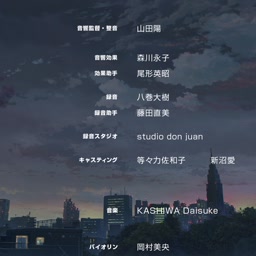 音響監督・整音 山田陽
音響効果 森川永子
効果助手 尾形英昭
録音 八巻大樹
録音助手 藤田直美
録音スタジオ studio don juan
キャスティング 等々力佐和子 新沼愛
音楽 KASHIWA Daisuke
バイオリン 岡村美央